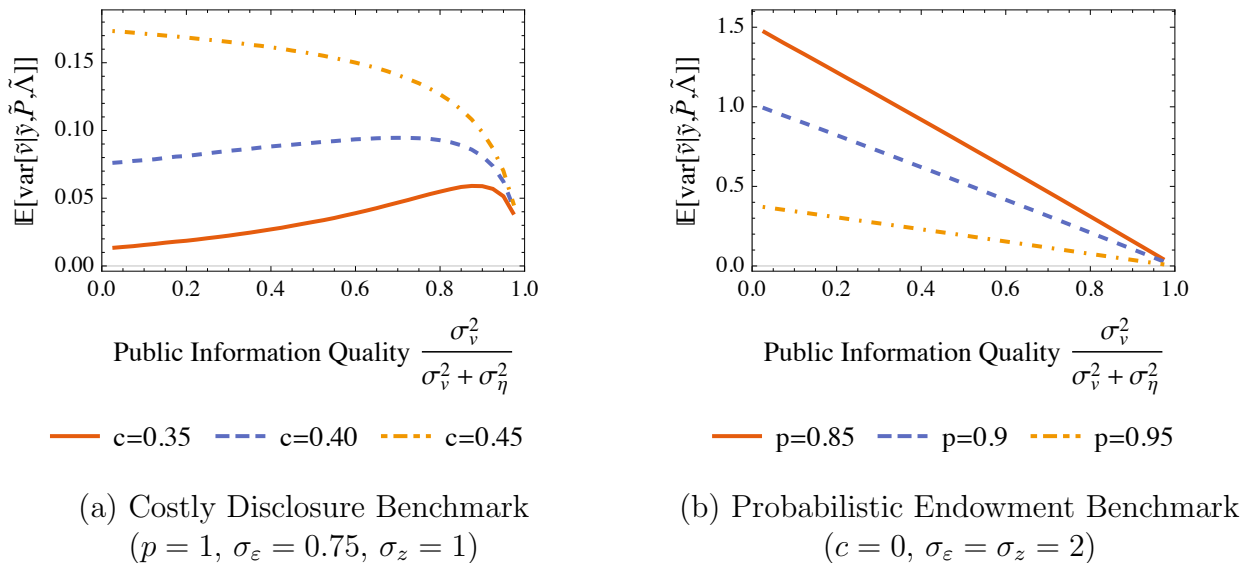 𝔼[var[ṽ|ỹ,P̃,Λ̃]]
0.15
0.10
0.05
0.00
0.0 0.2 0.4 0.6 0.8 1.0
Public Information Quality σ_v^2 / (σ_v^2 + σ_η^2)
c=0.35 c=0.40 c=0.45
(a) Costly Disclosure Benchmark
(p = 1, σ_ε = 0.75, σ_z = 1)
𝔼[var[ṽ|ỹ,P̃,Λ̃]]
1.5
1.0
0.5
0.0
0.0 0.2 0.4 0.6 0.8 1.0
Public Information Quality σ_v^2 / (σ_v^2 + σ_η^2)
p=0.85 p=0.9 p=0.95
(b) Probabilistic Endowment Benchmark
(c = 0, σ_ε = σ_z = 2)